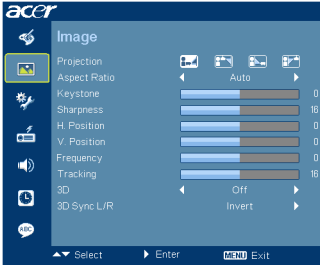 acer
Image
Projection
Aspect Ratio Auto
Keystone 0
Sharpness 16
H. Position 0
V. Position 0
Frequency 0
Tracking 16
3D Off
3D Sync L/R Invert
ABC
Select Enter MENU Exit